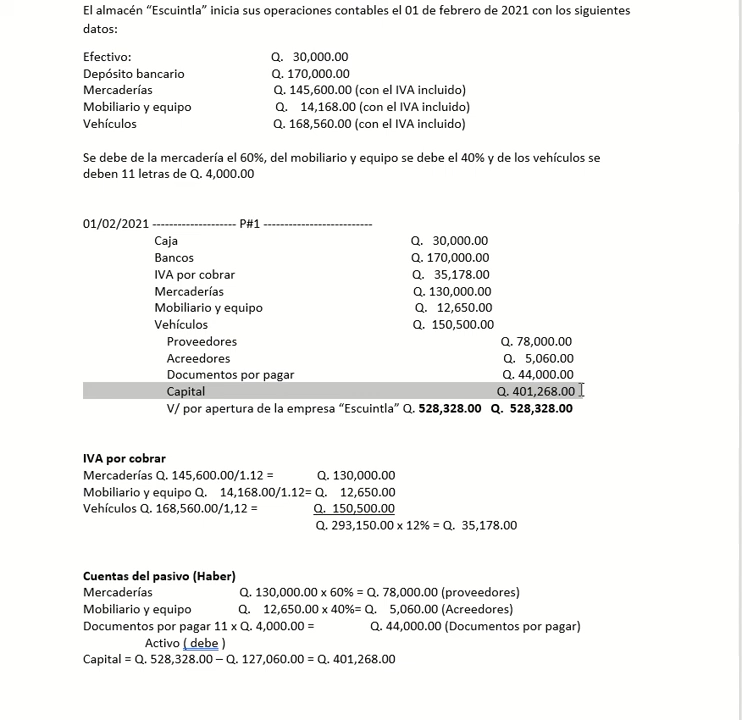 El almacén “Escuintla” inicia sus operaciones contables el 01 de febrero de 2021 con los siguientes
datos:
Efectivo: Q. 30,000.00
Depósito bancario Q. 170,000.00
Mercaderías Q. 145,600.00 (con el IVA incluido)
Mobiliario y equipo Q. 14,168.00 (con el IVA incluido)
Vehículos Q. 168,560.00 (con el IVA incluido)
Se debe de la mercadería el 60%, del mobiliario y equipo se debe el 40% y de los vehículos se
deben 11 letras de Q. 4,000.00
01/02/2021 -------------------- P#1 --------------------------
Caja Q. 30,000.00
Bancos Q. 170,000.00
IVA por cobrar Q. 35,178.00
Mercaderías Q. 130,000.00
Mobiliario y equipo Q. 12,650.00
Vehículos Q. 150,500.00
Proveedores Q. 78,000.00
Acreedores Q. 5,060.00
Documentos por pagar Q. 44,000.00
Capital Q. 401,268.00
V/ por apertura de la empresa “Escuintla” Q. 528,328.00 Q. 528,328.00
IVA por cobrar
Mercaderías Q. 145,600.00/1.12 = Q. 130,000.00
Mobiliario y equipo Q. 14,168.00/1.12= Q. 12,650.00
Vehículos Q. 168,560.00/1,12 = Q. 150,500.00
Q. 293,150.00 x 12% = Q. 35,178.00
Cuentas del pasivo (Haber)
Mercaderías Q. 130,000.00 x 60% = Q. 78,000.00 (proveedores)
Mobiliario y equipo Q. 12,650.00 x 40%= Q. 5,060.00 (Acreedores)
Documentos por pagar 11 x Q. 4,000.00 = Q. 44,000.00 (Documentos por pagar)
Activo ( debe )
Capital = Q. 528,328.00 – Q. 127,060.00 = Q. 401,268.00